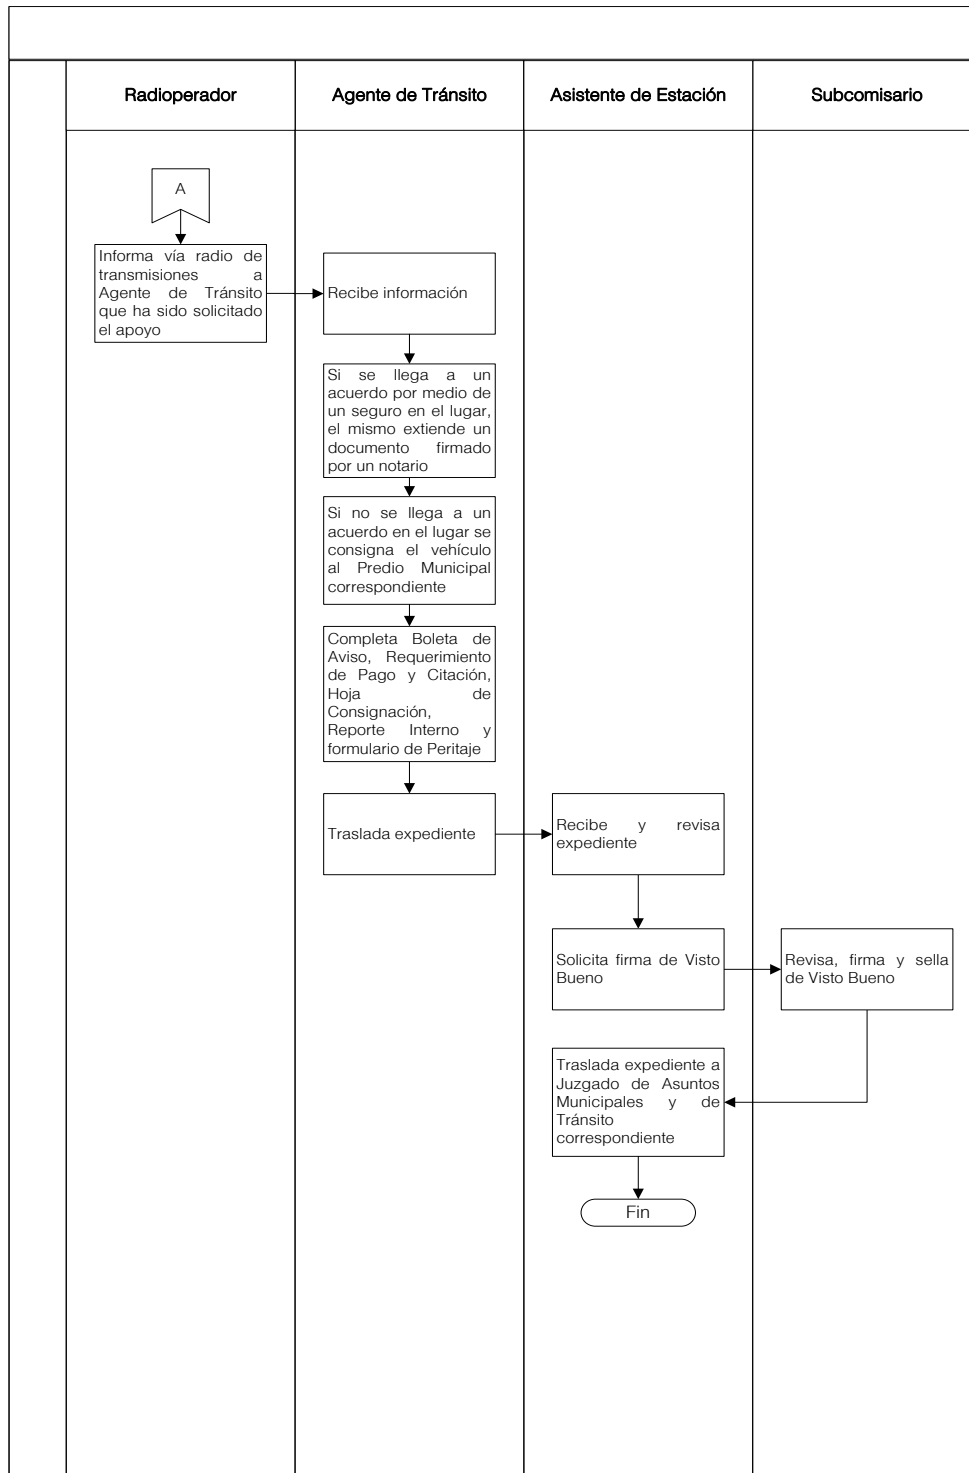 Radioperador
Agente de Tránsito
Asistente de Estación
Subcomisario
A
Informa vía radio de
transmisiones a
Agente de Tránsito
que ha sido solicitado
el apoyo
Recibe información
Si se llega a un
acuerdo por medio de
un seguro en el lugar,
el mismo extiende un
documento firmado
por un notario
Si no se llega a un
acuerdo en el lugar se
consigna el vehículo
al Predio Municipal
correspondiente
Completa Boleta de
Aviso, Requerimiento
de Pago y Citación,
Hoja de
Consignación,
Reporte Interno y
formulario de Peritaje
Traslada expediente
Recibe y revisa
expediente
Solicita firma de Visto
Bueno
Revisa, firma y sella
de Visto Bueno
Traslada expediente a
Juzgado de Asuntos
Municipales y de
Tránsito
correspondiente
Fin